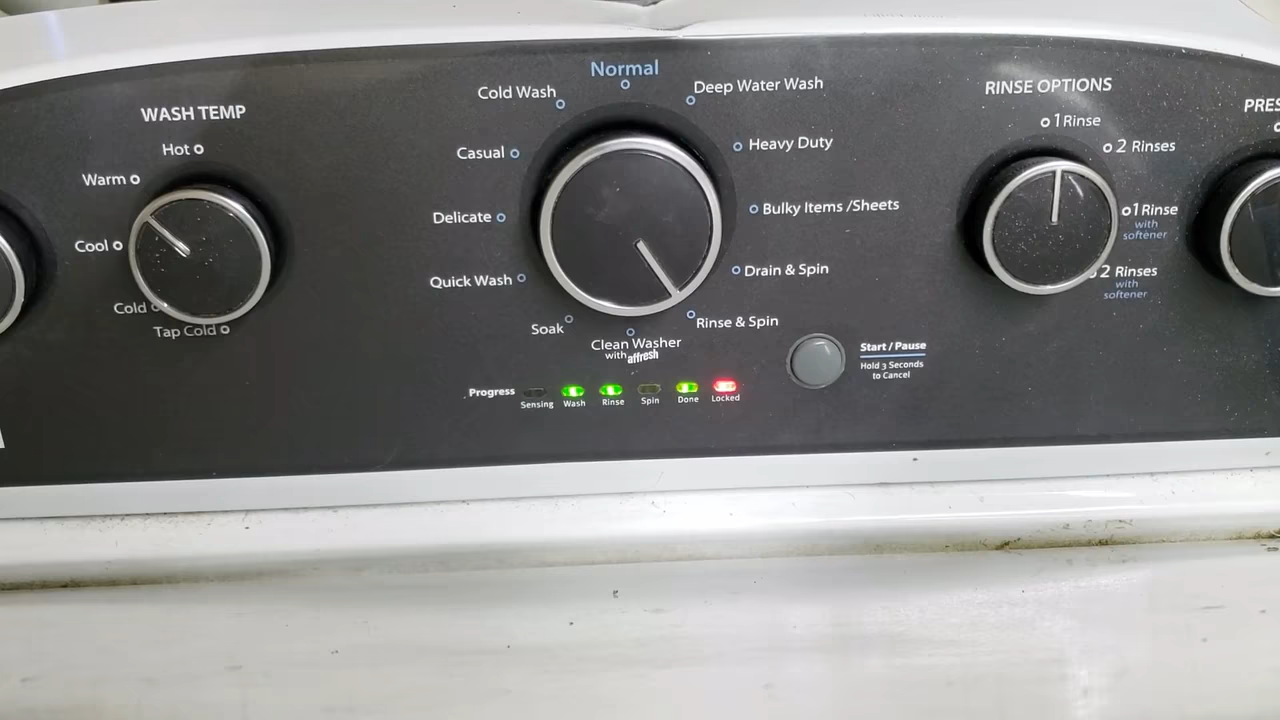 WASH TEMP
Hot
Warm
Cool
Cold
Tap Cold
Normal
Cold Wash
Deep Water Wash
Casual
Heavy Duty
Delicate
Bulky Items /Sheets
Quick Wash
Drain & Spin
Soak
Rinse & Spin
Clean Washer
with affresh
Progress
Sensing
Wash
Rinse
Spin
Done
Locked
Start / Pause
Hold 3 Seconds
to Cancel
RINSE OPTIONS
1 Rinse
2 Rinses
1 Rinse
with
softener
2 Rinses
with
softener
PRES